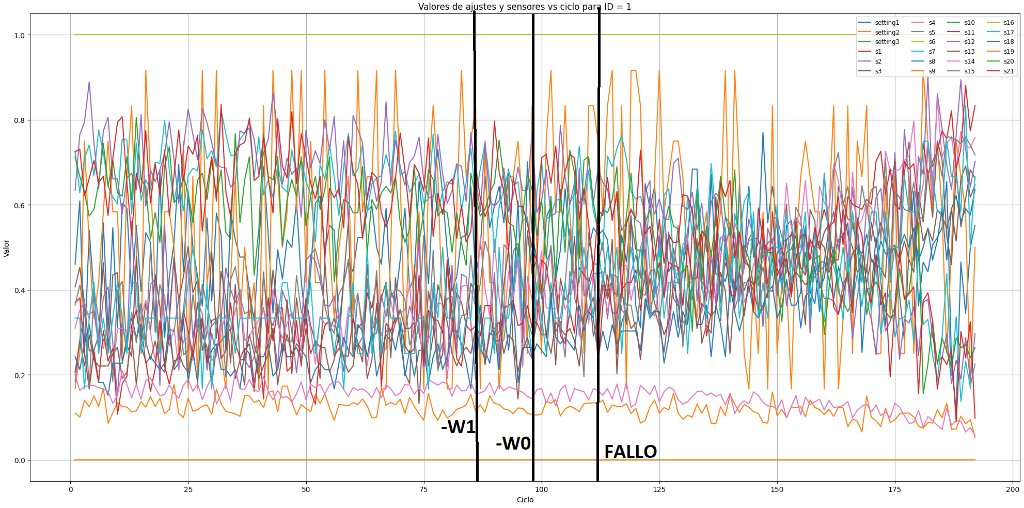 Valores de ajustes y sensores vs ciclo para ID = 1
setting1 s4 s10 s16
setting2 s5 s11 s17
setting3 s6 s12 s18
s1 s7 s13 s19
s2 s8 s14 s20
s3 s9 s15 s21
1.0
0.8
0.6
Valor
0.4
0.2
0.0
-W1
-W0
FALLO
0 25 50 75 100 125 150 175 200
Ciclo